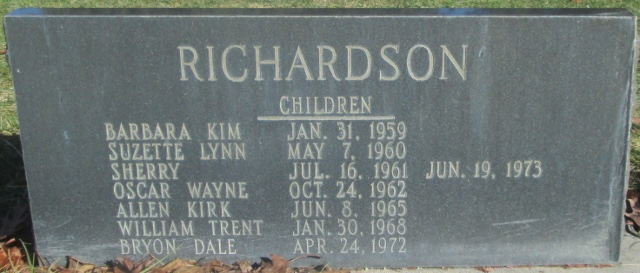 RICHARDSON
CHILDREN
BARBARA KIM JAN. 31, 1959
SUZETTE LYNN MAY 7, 1960
SHERRY JUL. 16, 1961 JUN. 19, 1973
OSCAR WAYNE OCT. 24, 1962
ALLEN KIRK JUN. 8, 1965
WILLIAM TRENT JAN. 30, 1968
BRYON DALE APR. 24, 1972